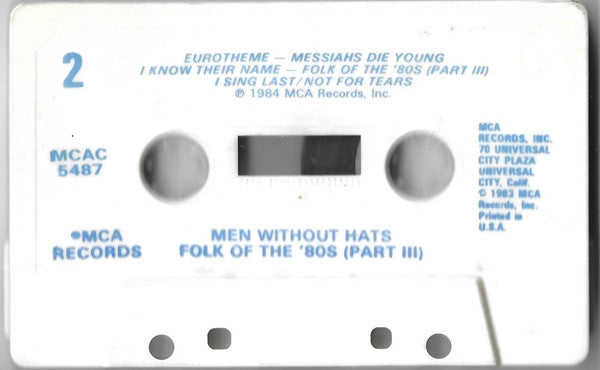 2
EUROTHEME — MESSIAHS DIE YOUNG
I KNOW THEIR NAME — FOLK OF THE '80S (PART III)
I SING LAST/NOT FOR TEARS
℗ 1984 MCA Records, Inc.
MCAC
5487
MCA
RECORDS, INC.
70 UNIVERSAL
CITY PLAZA
UNIVERSAL
CITY, Calif.
© 1983 MCA
Records, Inc.
Printed in
U.S.A.
MCA
RECORDS
MEN WITHOUT HATS
FOLK OF THE '80S (PART III)